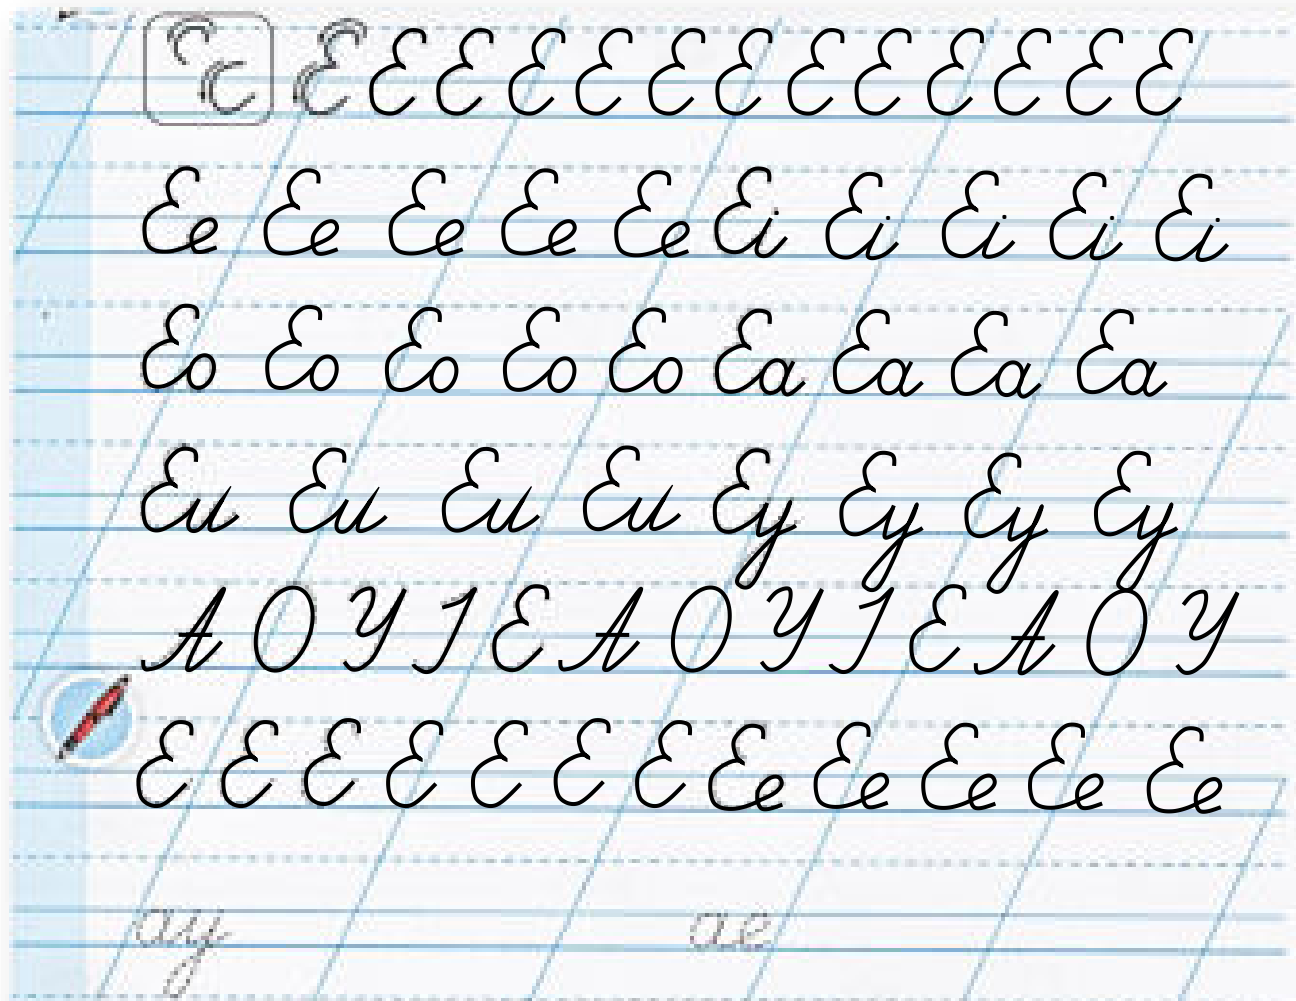 Е Е Е Е Е Е Е Е Е Е Е Е Е
Ее Ее Ее Ее Ее Еі Еі Еі Еі Еі
Ео Ео Ео Ео Ео Еа Еа Еа Еа
Еи Еи Еи Еи Еу Еу Еу Еу
А О У І Е А О У І Е А О У
Е Е Е Е Е Е Е Ее Ее Ее Ее Ее
ау ае